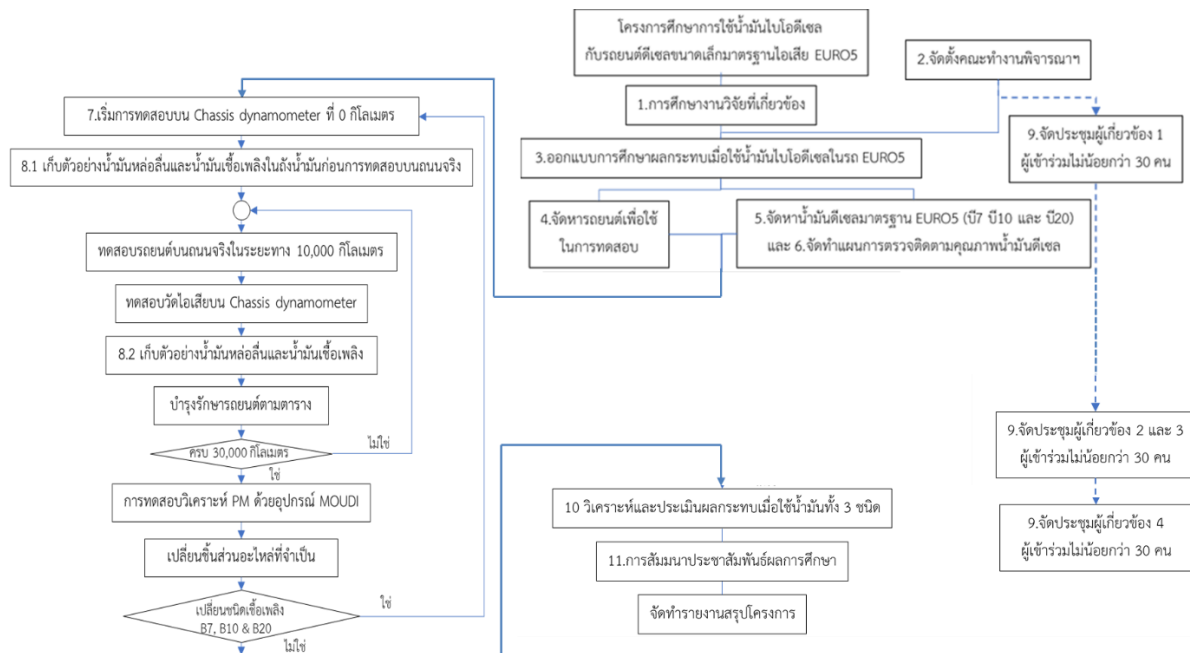 โครงการศึกษาการใช้น้ำมันไบโอดีเซล
กับรถยนต์ดีเซลขนาดเล็กมาตรฐานไอเสีย EURO5
2.จัดตั้งคณะทำงานพิจารณาฯ
1.การศึกษางานวิจัยที่เกี่ยวข้อง
3.ออกแบบการศึกษาผลกระทบเมื่อใช้น้ำมันไบโอดีเซลในรถ EURO5
4.จัดหารถยนต์เพื่อใช้
ในการทดสอบ
5.จัดหาน้ำมันดีเซลมาตรฐาน EURO5 (บี7 บี10 และ บี20)
และ 6.จัดทำแผนการตรวจติดตามคุณภาพน้ำมันดีเซล
7.เริ่มการทดสอบบน Chassis dynamometer ที่ 0 กิโลเมตร
8.1 เก็บตัวอย่างน้ำมันหล่อลื่นและน้ำมันเชื้อเพลิงในถังน้ำมันก่อนการทดสอบบนถนนจริง
ทดสอบรถยนต์บนถนนจริงในระยะทาง 10,000 กิโลเมตร
ทดสอบวัดไอเสียบน Chassis dynamometer
8.2 เก็บตัวอย่างน้ำมันหล่อลื่นและน้ำมันเชื้อเพลิง
บำรุงรักษารถยนต์ตามตาราง
ครบ 30,000 กิโลเมตร
ไม่ใช่
ใช่
การทดสอบวิเคราะห์ PM ด้วยอุปกรณ์ MOUDI
เปลี่ยนชิ้นส่วนอะไหล่ที่จำเป็น
เปลี่ยนชนิดเชื้อเพลิง
B7, B10 & B20
ใช่
ไม่ใช่
10 วิเคราะห์และประเมินผลกระทบเมื่อใช้น้ำมันทั้ง 3 ชนิด
11.การสัมมนาประชาสัมพันธ์ผลการศึกษา
จัดทำรายงานสรุปโครงการ
9.จัดประชุมผู้เกี่ยวข้อง 1
ผู้เข้าร่วมไม่น้อยกว่า 30 คน
9.จัดประชุมผู้เกี่ยวข้อง 2 และ 3
ผู้เข้าร่วมไม่น้อยกว่า 30 คน
9.จัดประชุมผู้เกี่ยวข้อง 4
ผู้เข้าร่วมไม่น้อยกว่า 30 คน